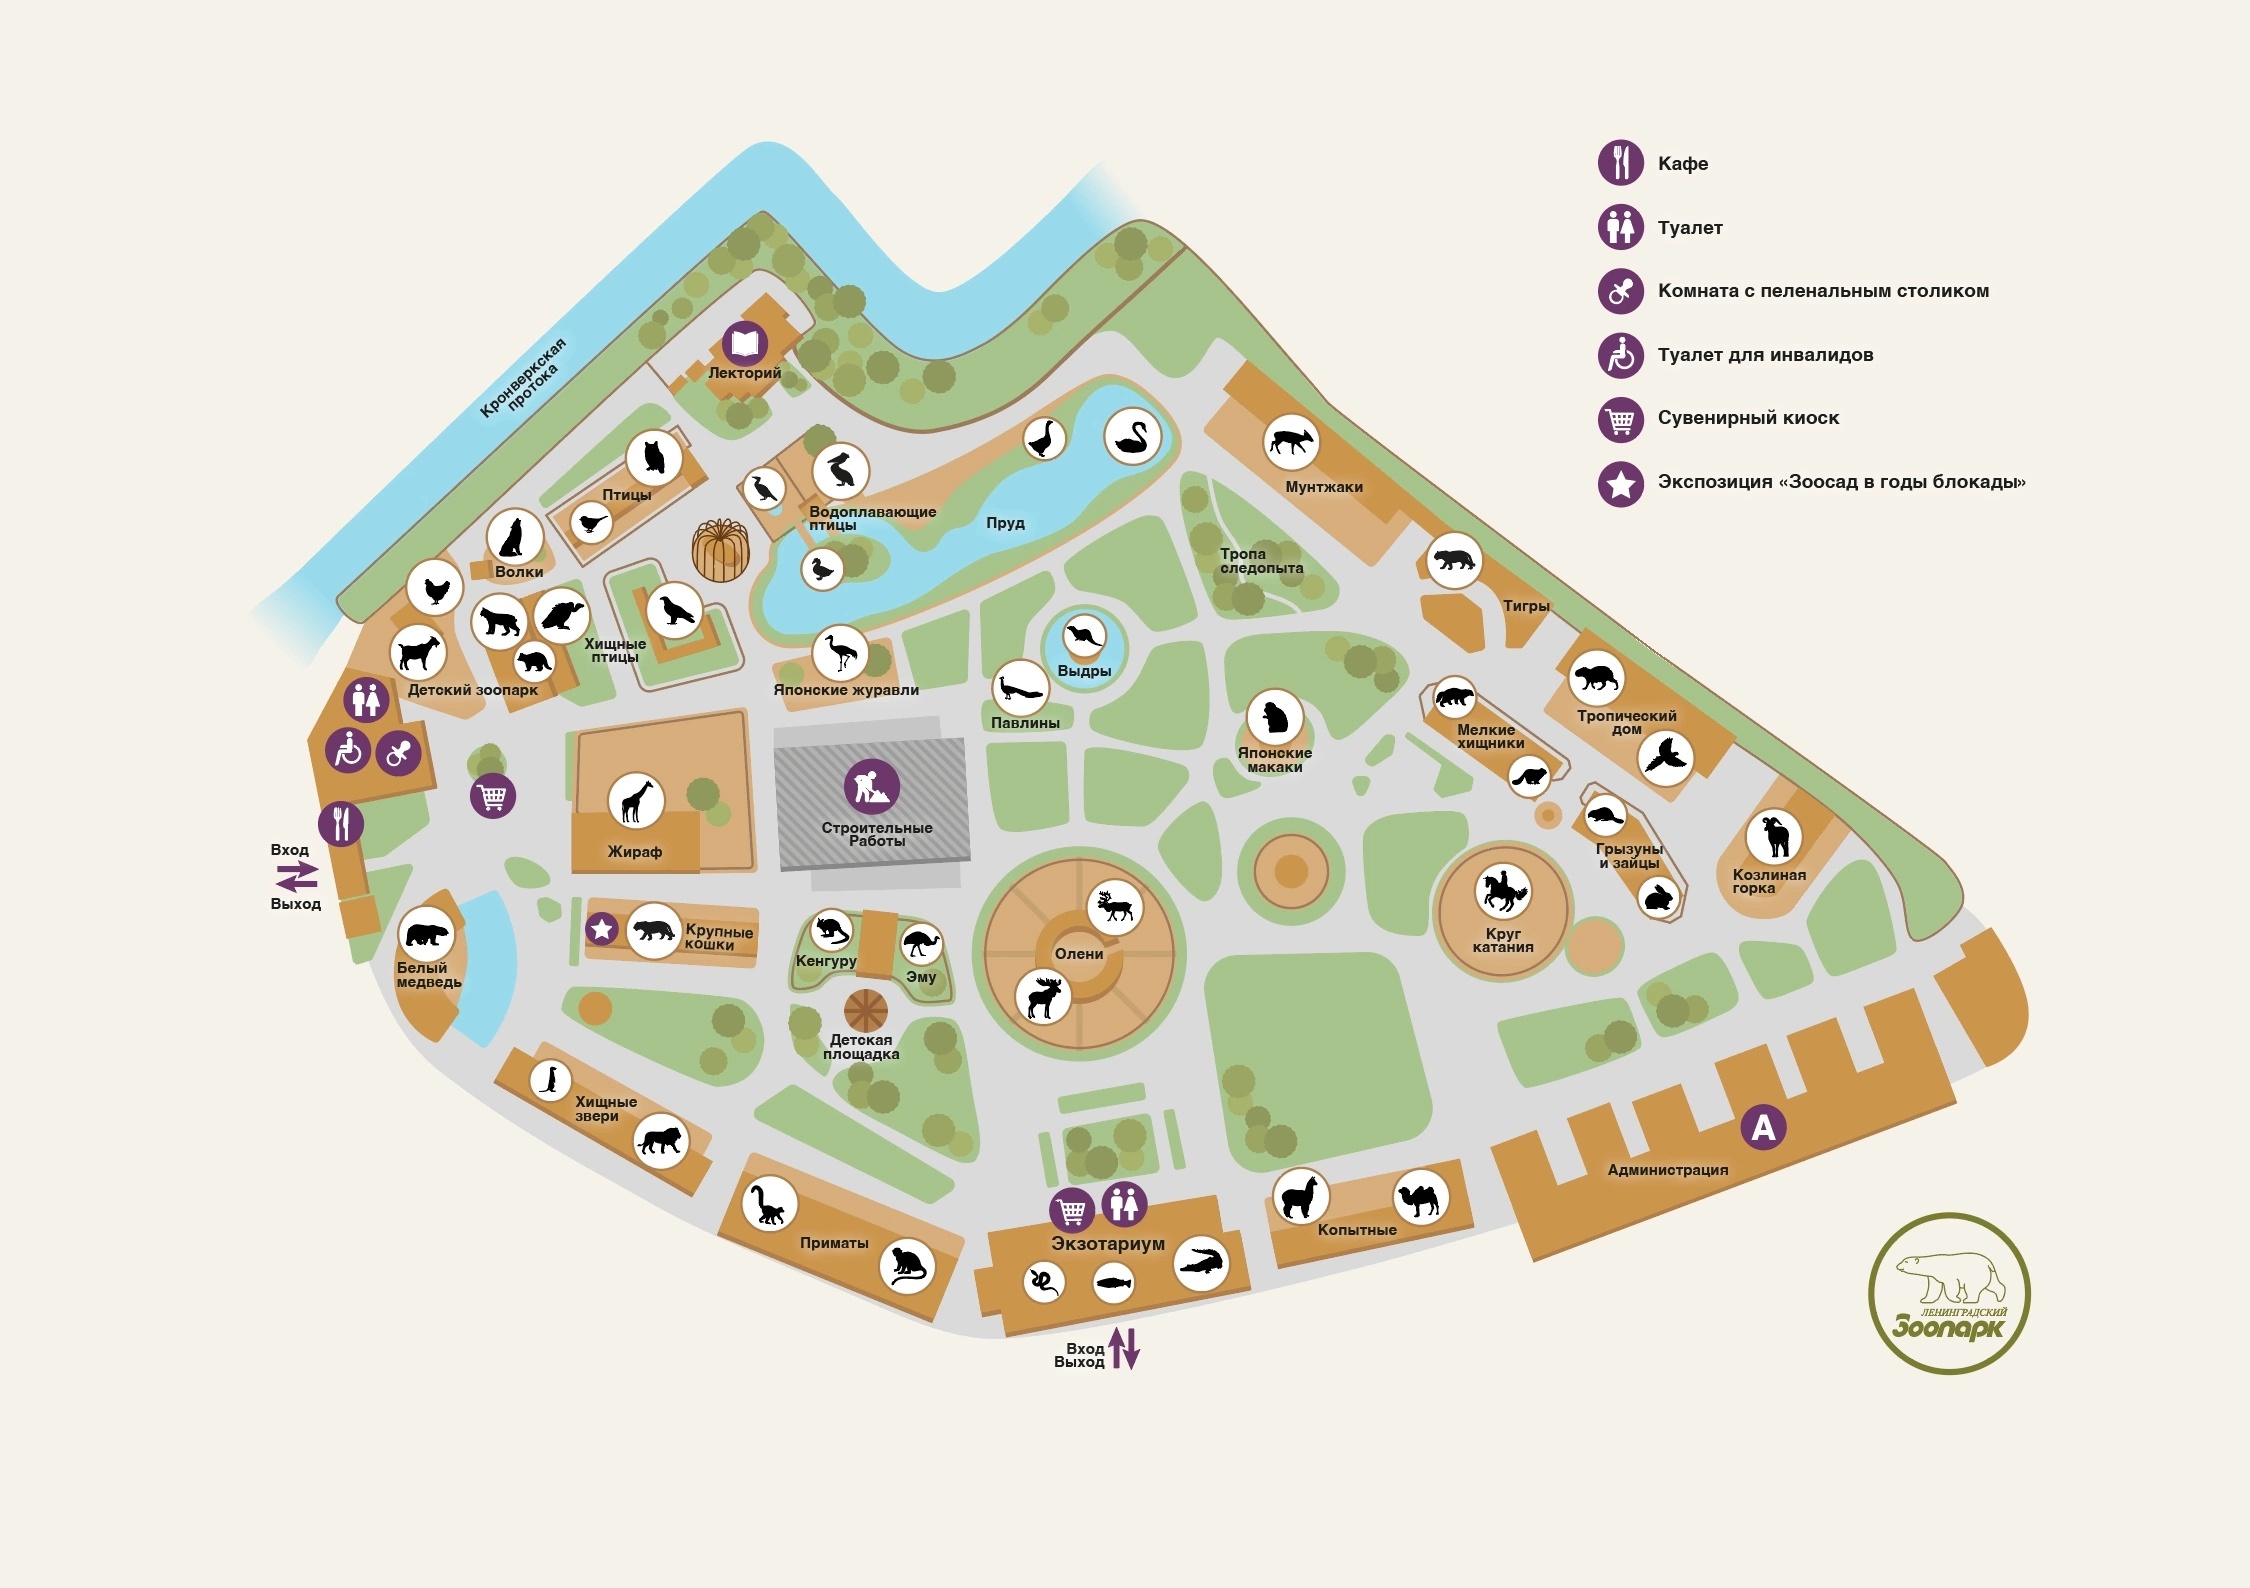 Кафе
Туалет
Комната с пеленальным столиком
Туалет для инвалидов
Сувенирный киоск
Экспозиция «Зоосад в годы блокады»
Кронверкская
протока
Лекторий
Птицы
Волки
Водоплавающие
птицы
Пруд
Мунтжаки
Тропа
следопыта
Тигры
Хищные
птицы
Детский зоопарк
Японские журавли
Выдры
Павлины
Японские
макаки
Мелкие
хищники
Тропический
дом
Жираф
Строительные
Работы
Вход
Выход
Грызуны
и зайцы
Козлиная
горка
Белый
медведь
Крупные
кошки
Кенгуру
Эму
Олени
Круг
катания
Детская
площадка
Хищные
звери
Приматы
Экзотариум
Копытные
А
Администрация
Вход
Выход
ЛЕНИНГРАДСКИЙ
Зоопарк